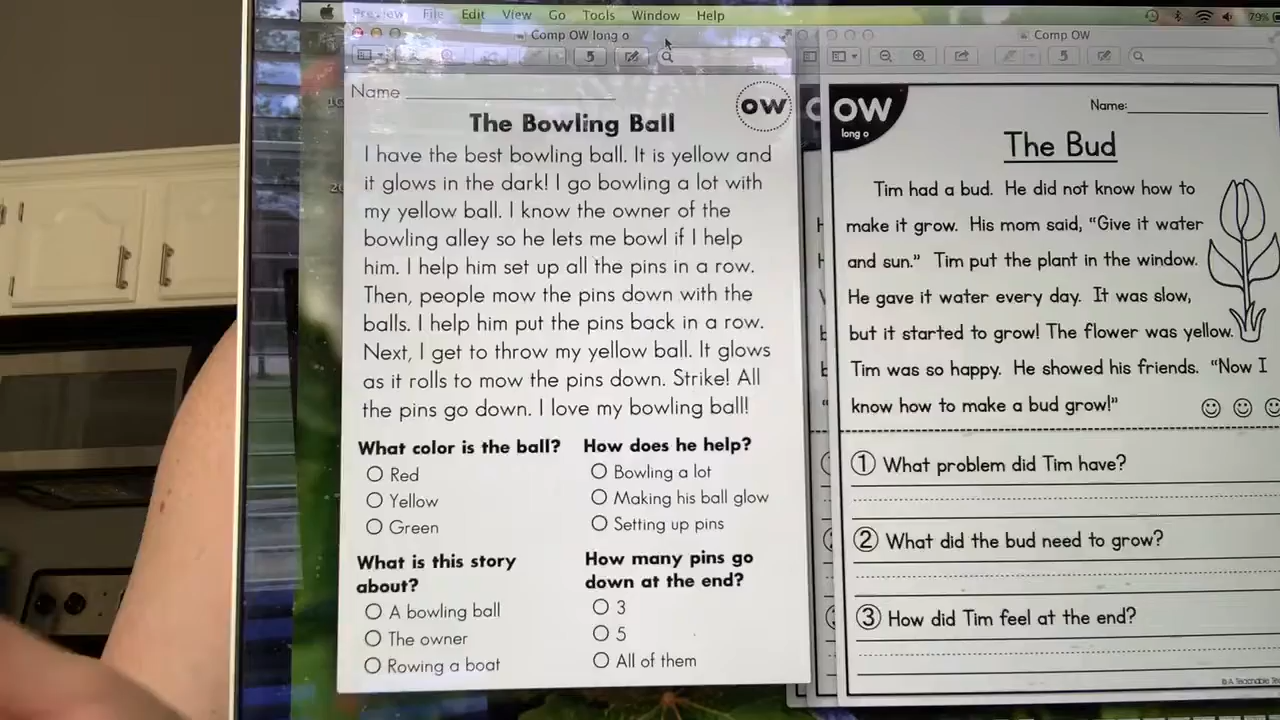 Preview File Edit View Go Tools Window Help
79%
Comp OW long o
Name
ow
The Bowling Ball
I have the best bowling ball. It is yellow and
it glows in the dark! I go bowling a lot with
my yellow ball. I know the owner of the
bowling alley so he lets me bowl if I help
him. I help him set up all the pins in a row.
Then, people mow the pins down with the
balls. I help him put the pins back in a row.
Next, I get to throw my yellow ball. It glows
as it rolls to mow the pins down. Strike! All
the pins go down. I love my bowling ball!
What color is the ball?
Red
Yellow
Green
How does he help?
Bowling a lot
Making his ball glow
Setting up pins
What is this story
about?
A bowling ball
The owner
Rowing a boat
How many pins go
down at the end?
3
5
All of them
Comp OW
OW
long o
Name:
The Bud
Tim had a bud. He did not know how to
make it grow. His mom said, "Give it water
and sun." Tim put the plant in the window.
He gave it water every day. It was slow,
but it started to grow! The flower was yellow.
Tim was so happy. He showed his friends. "Now I
know how to make a bud grow!"
1 What problem did Tim have?
2 What did the bud need to grow?
3 How did Tim feel at the end?
© A Teachable